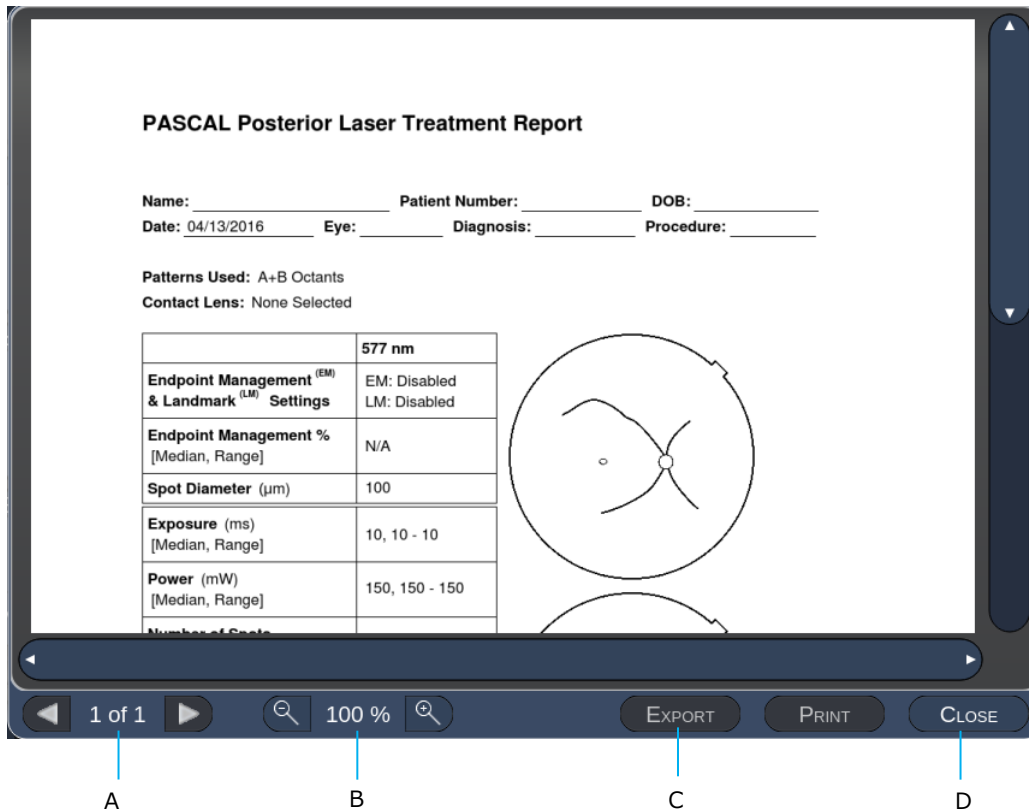 PASCAL Posterior Laser Treatment Report
Name: Patient Number: DOB:
Date: 04/13/2016 Eye: Diagnosis: Procedure:
Patterns Used: A+B Octants
Contact Lens: None Selected
577 nm
Endpoint Management (EM)
& Landmark (LM) Settings
EM: Disabled
LM: Disabled
Endpoint Management %
[Median, Range]
N/A
Spot Diameter (µm) 100
Exposure (ms)
[Median, Range]
10, 10 - 10
Power (mW)
[Median, Range]
150, 150 - 150
Number of Spots
1 of 1 100 % EXPORT PRINT CLOSE
A B C D